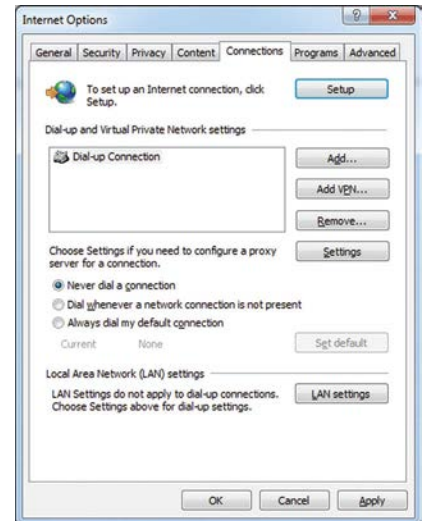 Internet Options
General Security Privacy Content Connections Programs Advanced
To set up an Internet connection, click
Setup.
Setup
Dial-up and Virtual Private Network settings
Dial-up Connection
Add...
Add VPN...
Remove...
Choose Settings if you need to configure a proxy
server for a connection.
Settings
Never dial a connection
Dial whenever a network connection is not present
Always dial my default connection
Current None
Set default
Local Area Network (LAN) settings
LAN Settings do not apply to dial-up connections.
Choose Settings above for dial-up settings.
LAN settings
OK Cancel Apply